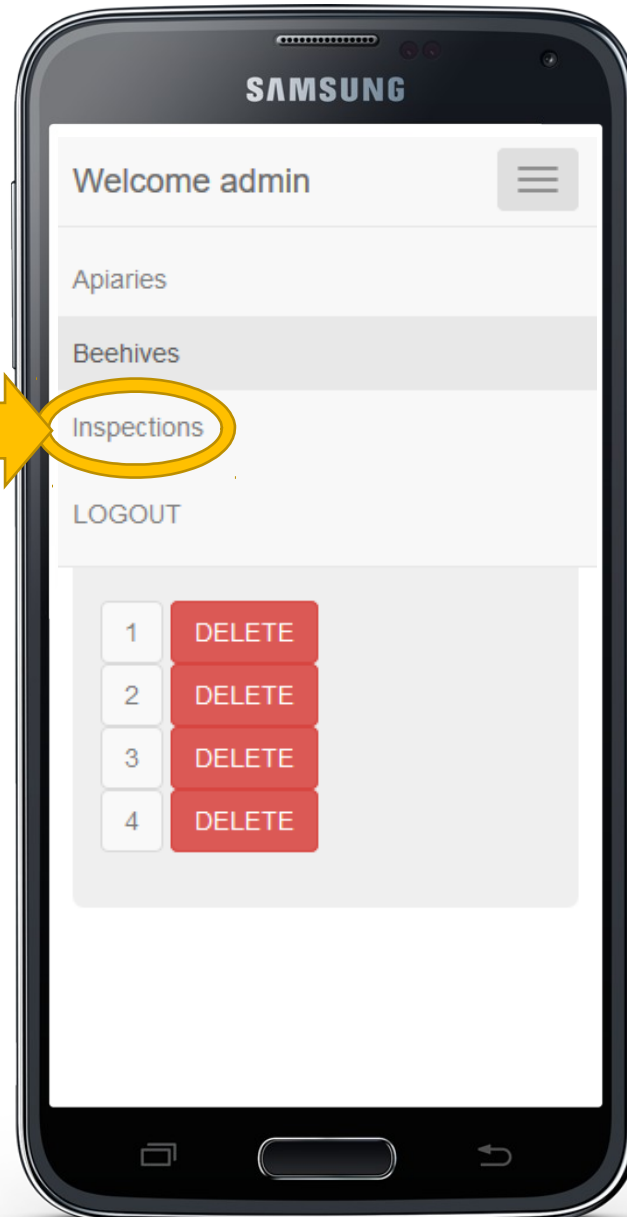 SAMSUNG
Welcome admin
Apiaries
Beehives
Inspections
LOGOUT
1 DELETE
2 DELETE
3 DELETE
4 DELETE